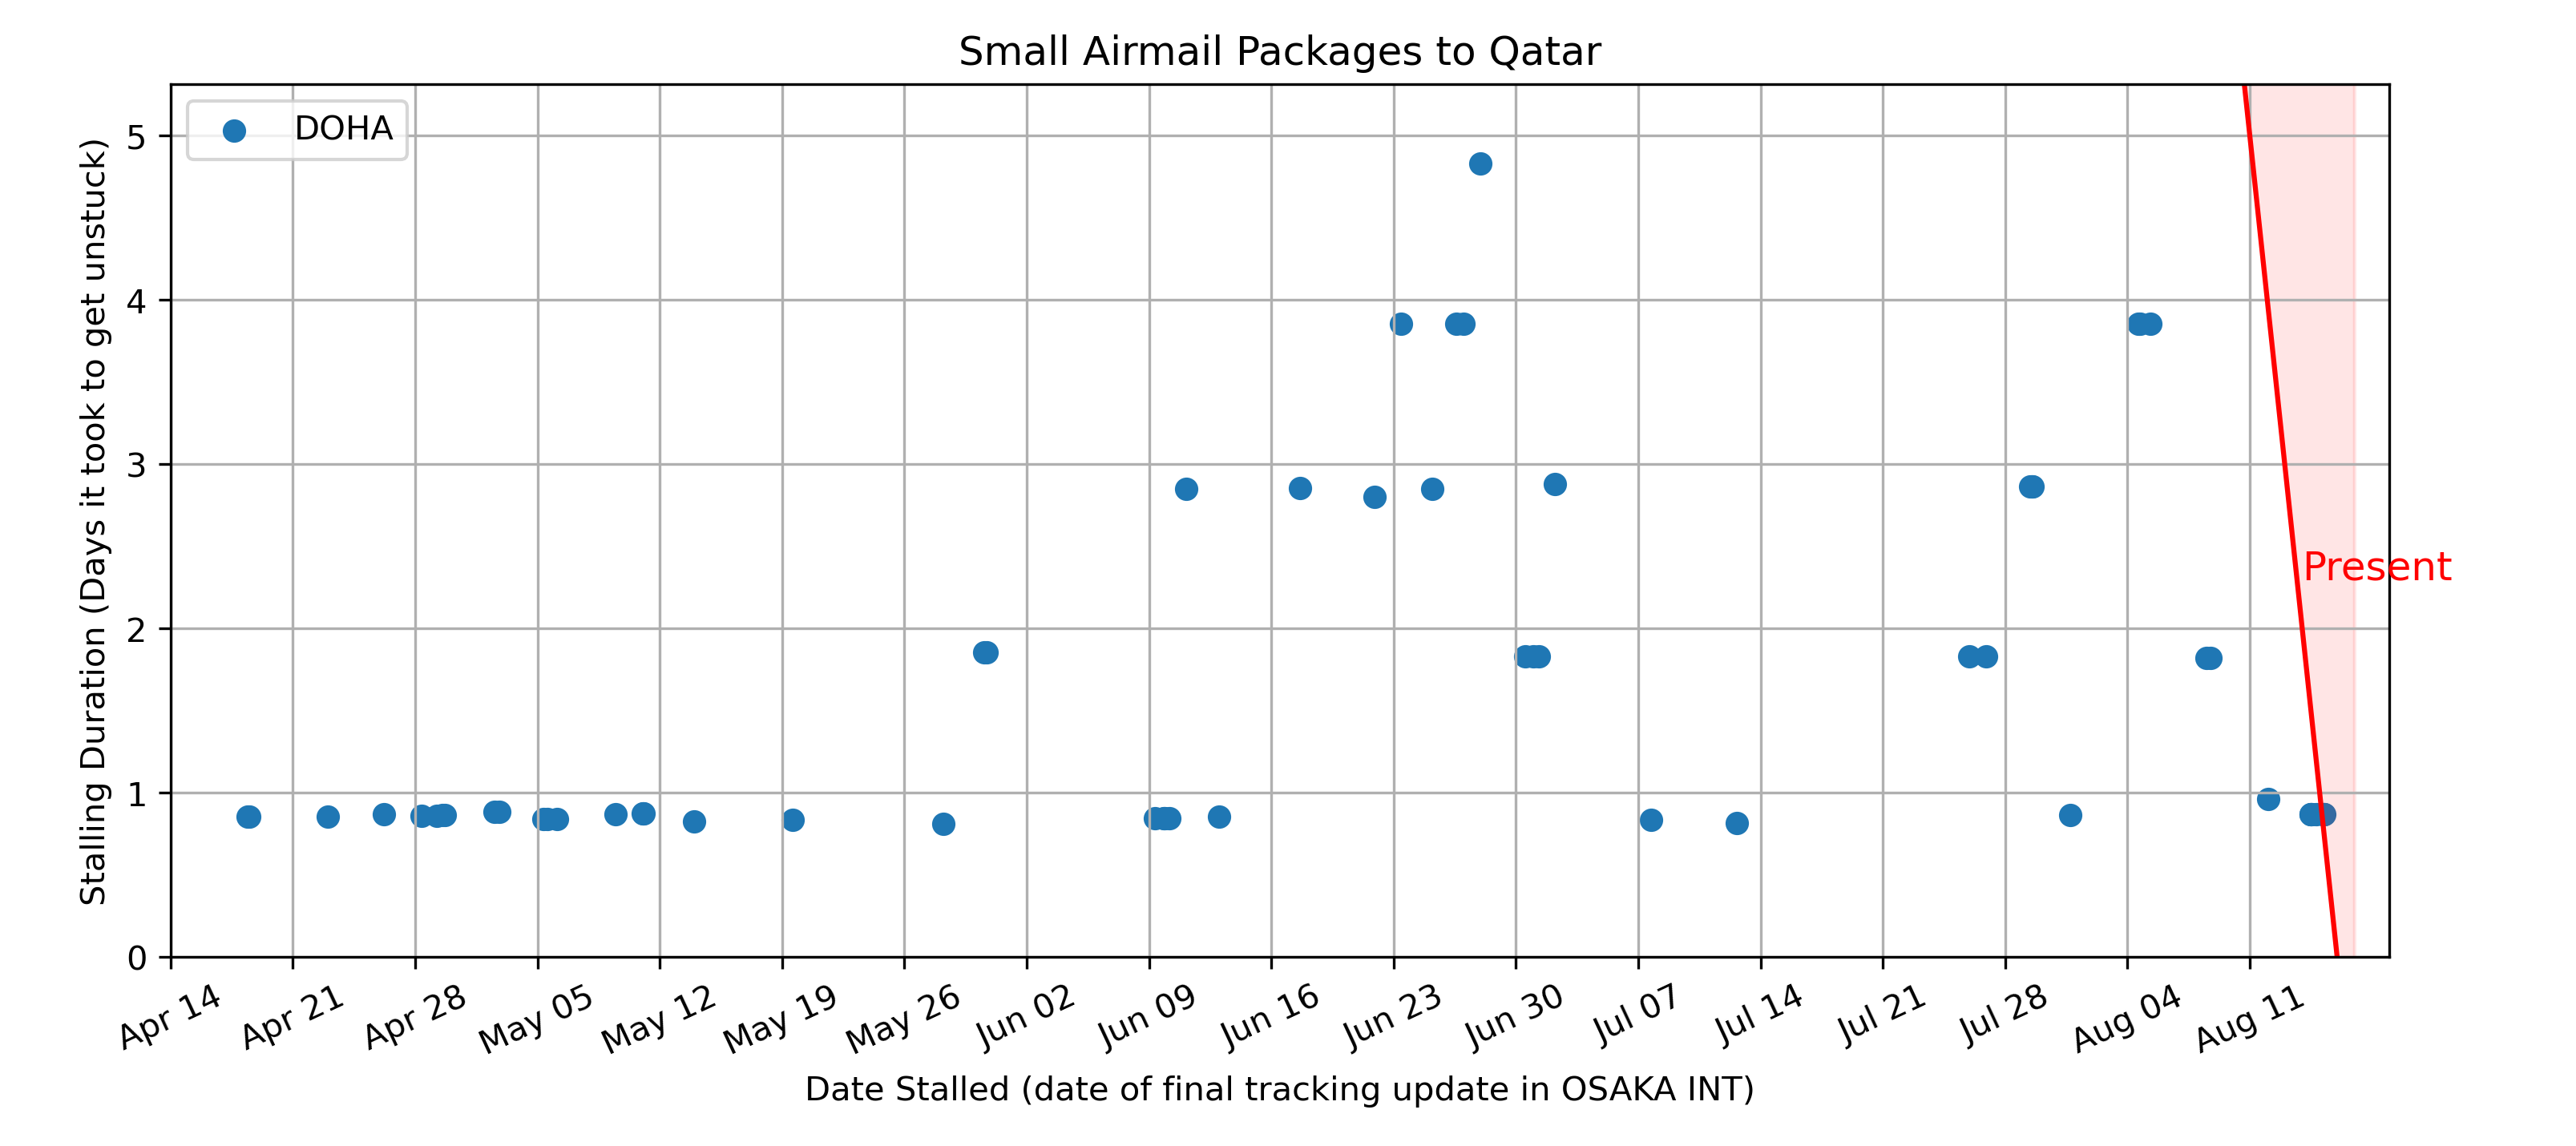 Small Airmail Packages to Qatar
DOHA
Stalling Duration (Days it took to get unstuck)
5
4
3
2
1
0
Present
Apr 14
Apr 21
Apr 28
May 05
May 12
May 19
May 26
Jun 02
Jun 09
Jun 16
Jun 23
Jun 30
Jul 07
Jul 14
Jul 21
Jul 28
Aug 04
Aug 11
Date Stalled (date of final tracking update in OSAKA INT)